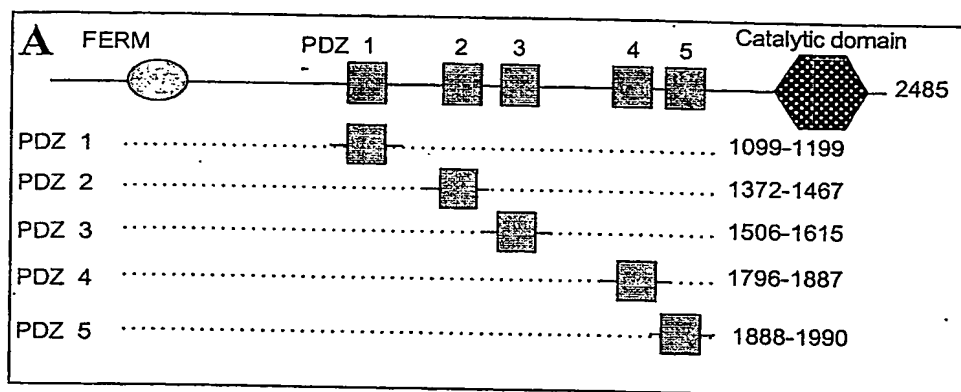 A FERM PDZ 1 2 3 4 5 Catalytic domain
2485
PDZ 1 1099-1199
PDZ 2 1372-1467
PDZ 3 1506-1615
PDZ 4 1796-1887
PDZ 5 1888-1990